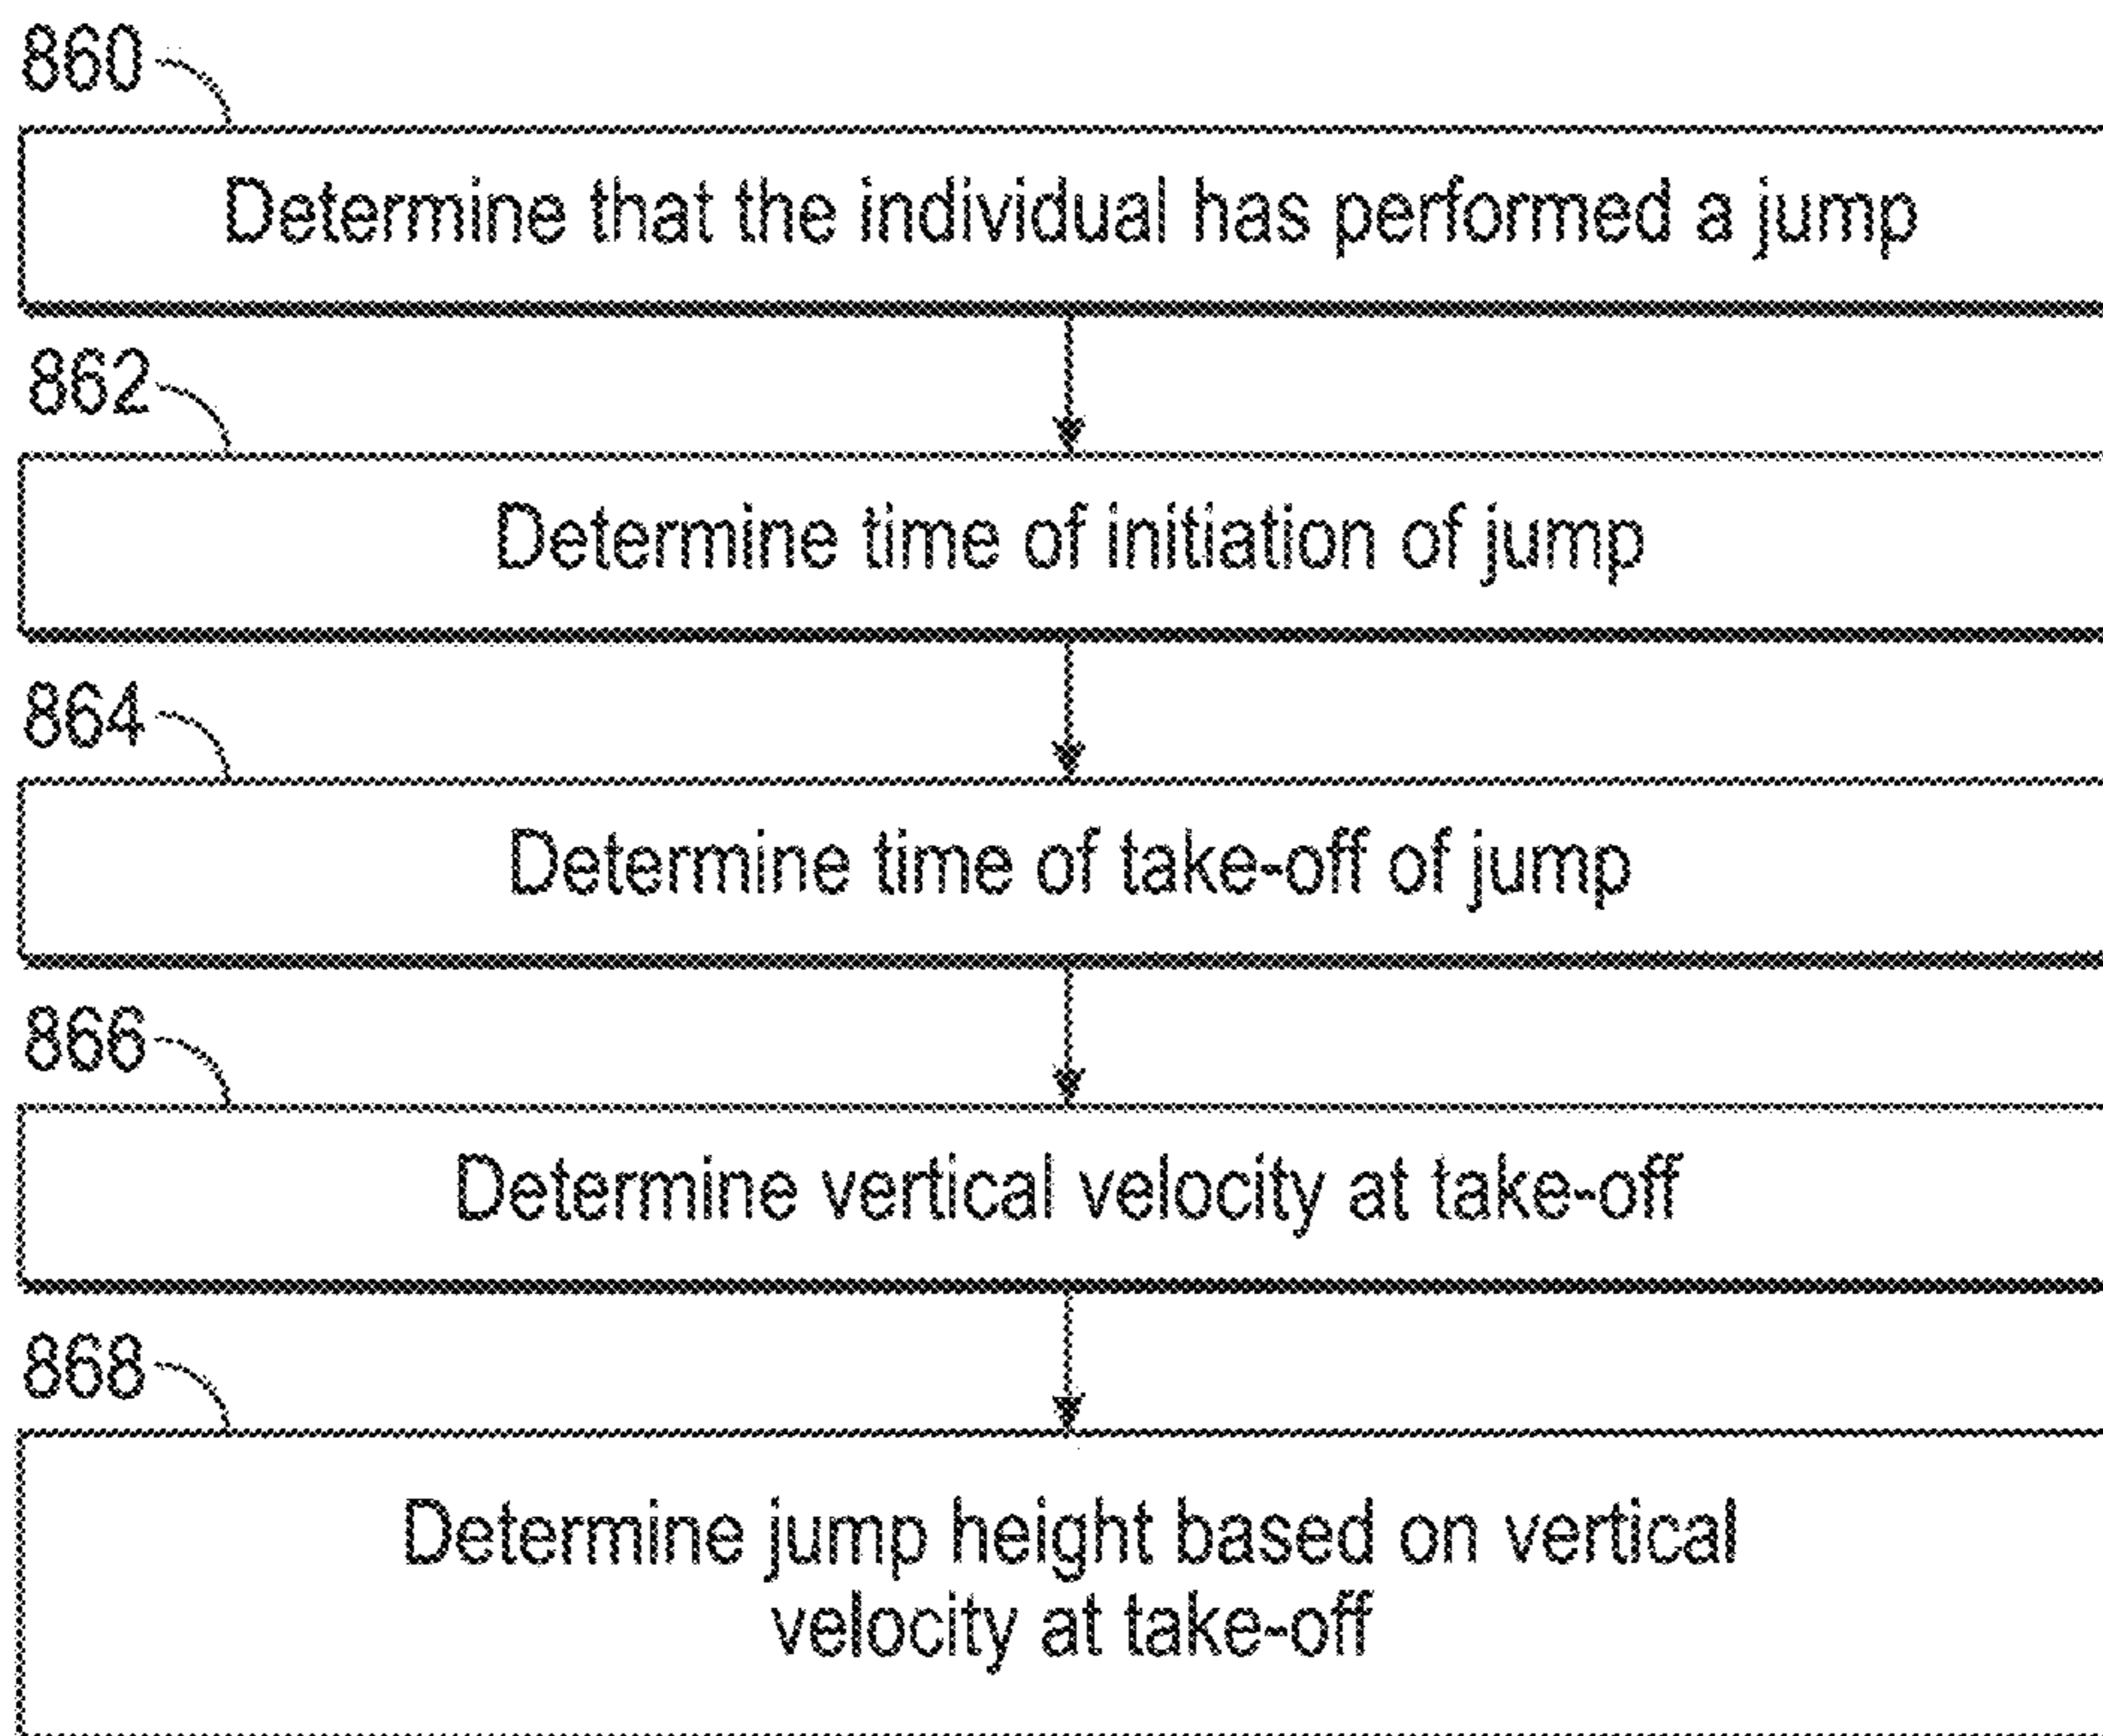 860
Determine that the individual has performed a jump
862
Determine time of initiation of jump
864
Determine time of take-off of jump
866
Determine vertical velocity at take-off
868
Determine jump height based on vertical
velocity at take-off